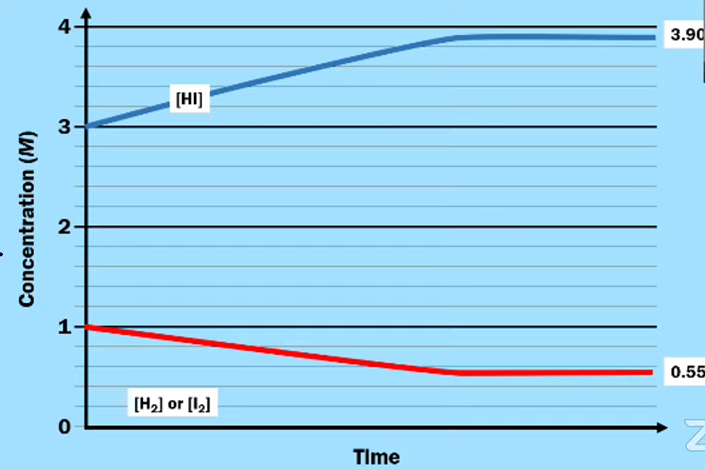 4
3.90
[HI]
3
Concentration (M)
2
1
0.55
[H₂] or [I₂]
0
Time